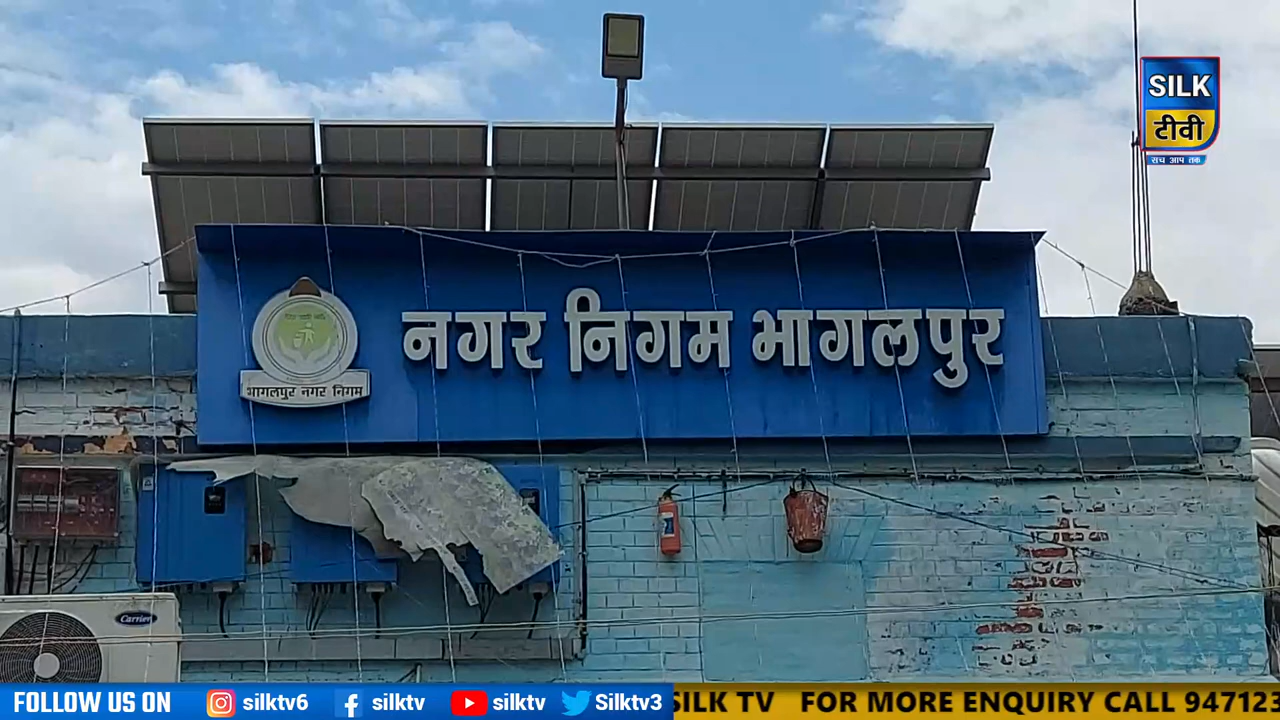 SILK
टीवी
सच आप तक
नगर निगम भागलपुर
भागलपुर नगर निगम
Carrier
FOLLOW US ON silktv6 silktv silktv Silktv3
SILK TV FOR MORE ENQUIRY CALL 947123